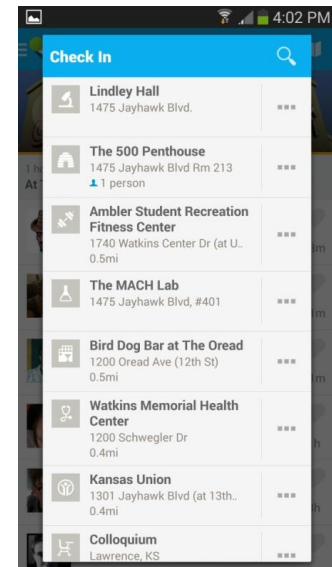 4:02 PM
Check In
Lindley Hall
1475 Jayhawk Blvd.
The 500 Penthouse
1475 Jayhawk Blvd Rm 213
1 person
Ambler Student Recreation
Fitness Center
1740 Watkins Center Dr (at U..
0.5mi
The MACH Lab
1475 Jayhawk Blvd, #401
Bird Dog Bar at The Oread
1200 Oread Ave (12th St)
0.5mi
Watkins Memorial Health
Center
1200 Schwegler Dr
0.4mi
Kansas Union
1301 Jayhawk Blvd (at 13th..
0.4mi
Colloquium
Lawrence, KS